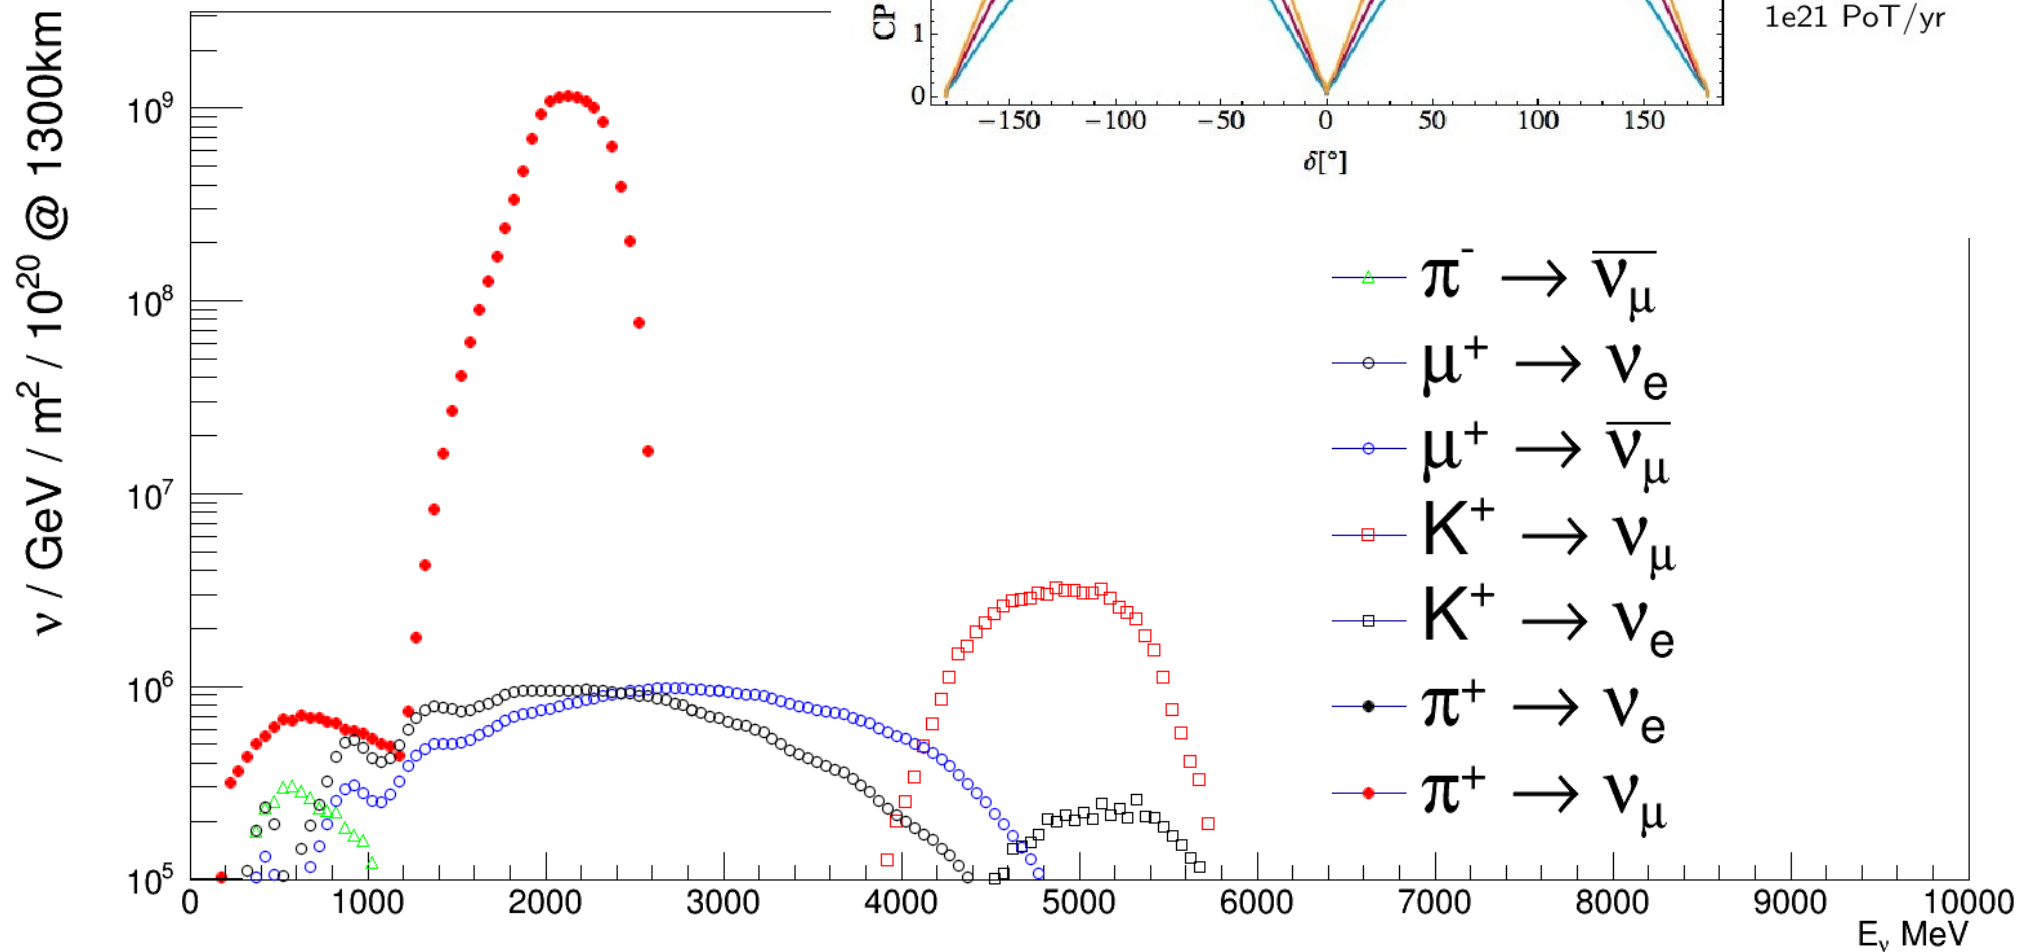 ν / GeV / m² / 10²⁰ @ 1300km
10⁹
10⁸
10⁷
10⁶
10⁵
0 1000 2000 3000 4000 5000 6000 7000 8000 9000 10000
E_ν MeV
CP
1
0
−150 −100 −50 0 50 100 150
δ[°]
1e21 PoT/yr
π⁻ → ν̅_μ
μ⁺ → ν_e
μ⁺ → ν̅_μ
K⁺ → ν_μ
K⁺ → ν_e
π⁺ → ν_e
π⁺ → ν_μ